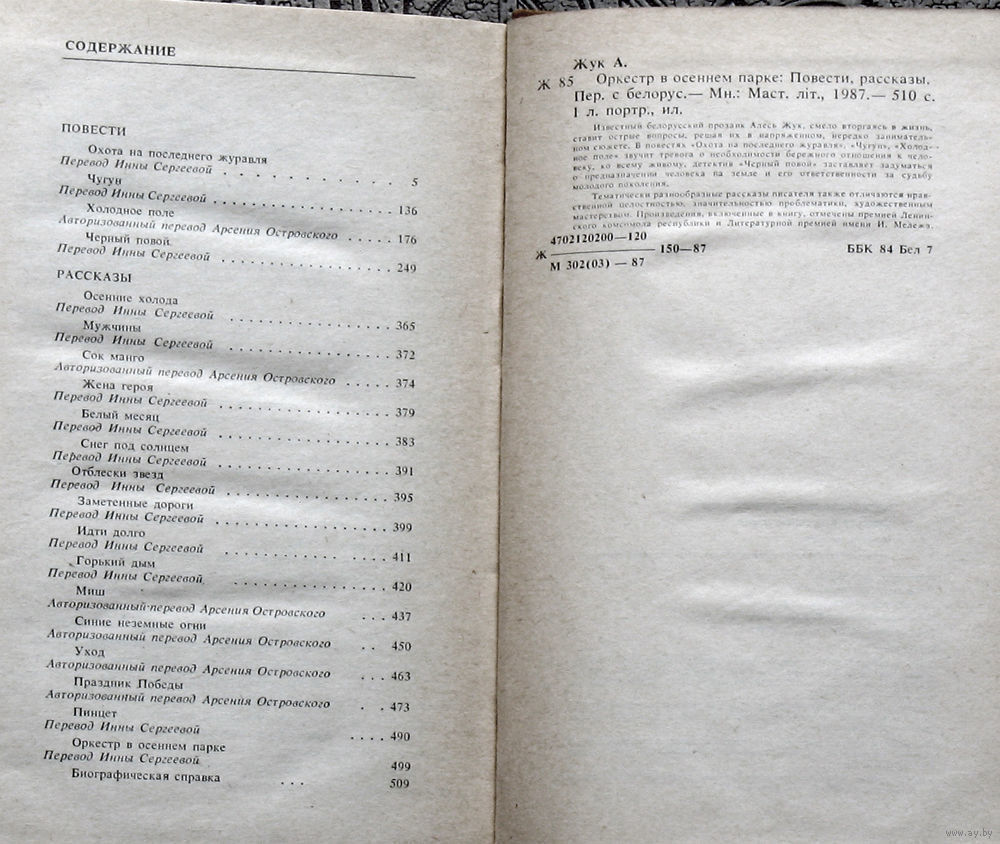 СОДЕРЖАНИЕ
ПОВЕСТИ
Охота на последнего журавля
Перевод Инны Сергеевой . . . . . . . . . . . 5
Чугун
Перевод Инны Сергеевой . . . . . . . . . . . 136
Холодное поле
Авторизованный перевод Арсения Островского . . . . . 176
Черный повой
Перевод Инны Сергеевой . . . . . . . . . . . 249
РАССКАЗЫ
Осенние холода
Перевод Инны Сергеевой . . . . . . . . . . . 365
Мужчины
Перевод Инны Сергеевой . . . . . . . . . . . 372
Сок манго
Авторизованный перевод Арсения Островского . . . . . 374
Жена героя
Перевод Инны Сергеевой . . . . . . . . . . . 379
Белый месяц
Перевод Инны Сергеевой . . . . . . . . . . . 383
Снег под солнцем
Перевод Инны Сергеевой . . . . . . . . . . . 391
Отблески звезд
Перевод Инны Сергеевой . . . . . . . . . . . 395
Заметенные дороги
Перевод Инны Сергеевой . . . . . . . . . . . 399
Идти долго
Перевод Инны Сергеевой . . . . . . . . . . . 411
Горький дым
Перевод Инны Сергеевой . . . . . . . . . . . 420
Миш
Авторизованный перевод Арсения Островского . . . . 437
Синие неземные огни
Авторизованный перевод Арсения Островского . . 450
Уход
Авторизованный перевод Арсения Островского . . . 463
Праздник Победы
Авторизованный перевод Арсения Островского . . 473
Пинцет
Перевод Инны Сергеевой . . . . 490
Оркестр в осеннем парке
Перевод Инны Сергеевой 499
Биографическая справка . . . 509
Жук А.
Ж 85 Оркестр в осеннем парке: Повести, рассказы.
Пер. с белорус.— Мн.: Маст. літ., 1987.— 510 с.
1 л. портр., ил.
Известный белорусский прозаик Алесь Жук, смело вторгаясь в жизнь,
ставит острые вопросы, решая их в напряженном, нередко занимательном
сюжете. В повестях «Охота на последнего журавля», «Чугун», «Холодное
поле» звучит тревога о необходимости бережного отношения к человеку,
ко всему живому, детектив «Черный повой» заставляет задуматься
о предназначении человека на земле и его ответственности за судьбу
молодого поколения.
Тематически разнообразные рассказы писателя также отличаются нравственной
целостностью, значительностью проблематики, художественным
мастерством. Произведения, включенные в книгу, отмечены премией Ленинского
комсомола республики и Литературной премией имени И. Мележа.
4702120200—120
Ж 150—87 ББК 84 Бел 7
М 302(03) — 87
www.ay.by